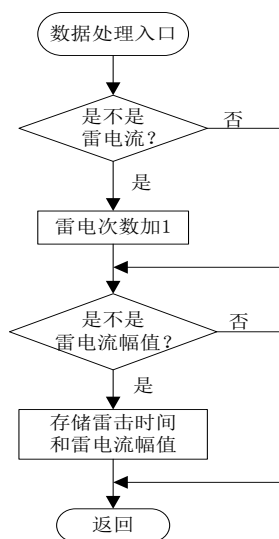 数据处理入口
是不是
雷电流？
否
是
雷电次数加1
是不是
雷电流幅值？
否
是
存储雷击时间
和雷电流幅值
返回